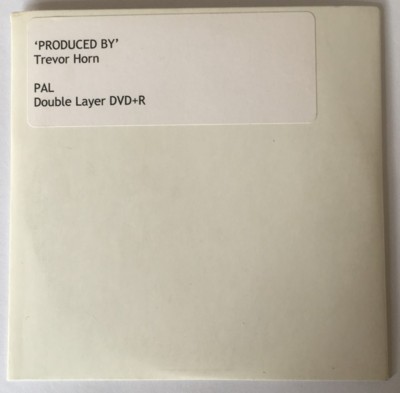 ‘PRODUCED BY’
Trevor Horn
PAL
Double Layer DVD+R